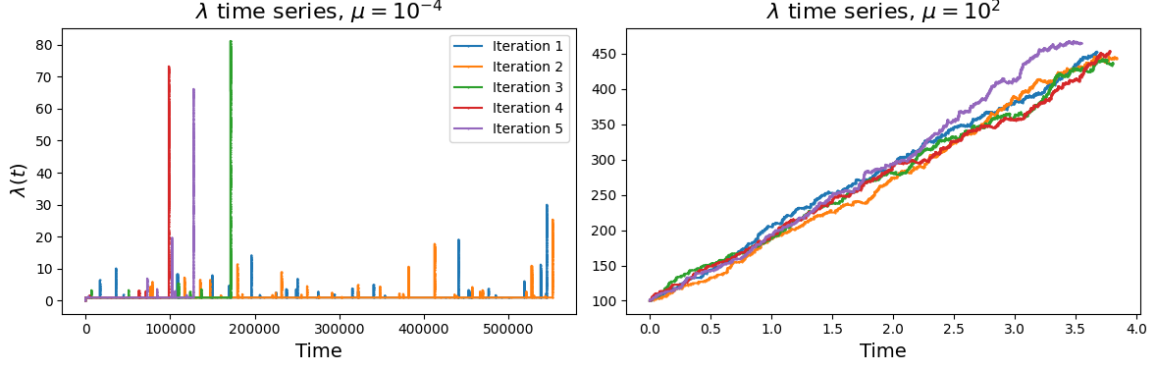 λ time series, μ = 10⁻⁴
80
70
60
50
40
30
20
10
0
λ(t)
0 100000 200000 300000 400000 500000
Time
Iteration 1
Iteration 2
Iteration 3
Iteration 4
Iteration 5
λ time series, μ = 10²
450
400
350
300
250
200
150
100
0.0 0.5 1.0 1.5 2.0 2.5 3.0 3.5 4.0
Time